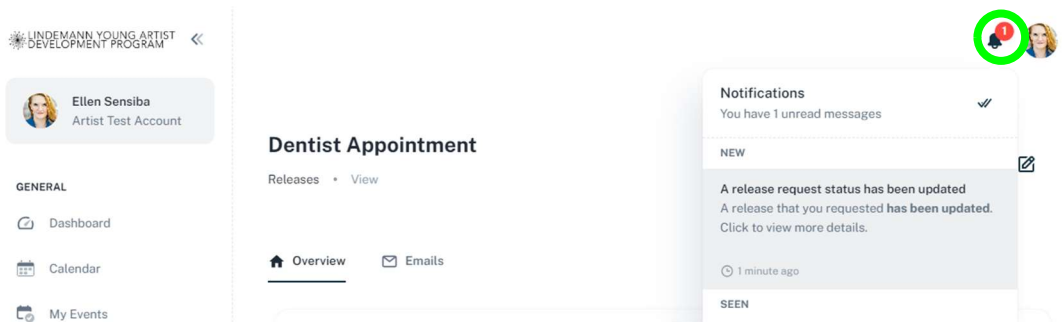 LINDEMANN YOUNG ARTIST
DEVELOPMENT PROGRAM
1
Ellen Sensiba
Artist Test Account
GENERAL
Dashboard
Calendar
My Events
Dentist Appointment
Releases • View
Overview
Emails
Notifications
You have 1 unread messages
NEW
A release request status has been updated
A release that you requested has been updated.
Click to view more details.
1 minute ago
SEEN